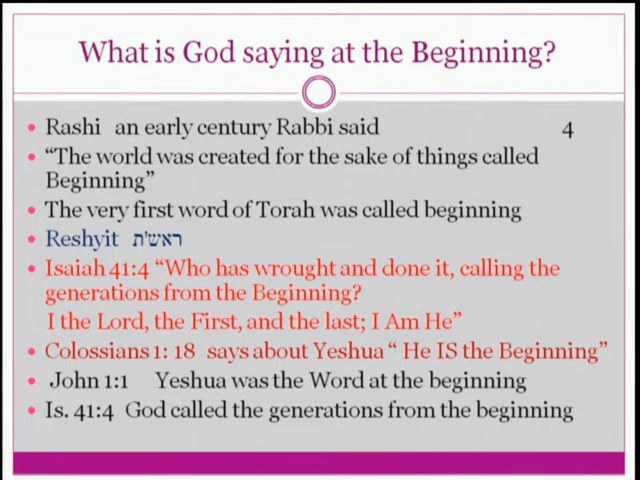 What is God saying at the Beginning?
• Rashi an early century Rabbi said 4
• “The world was created for the sake of things called
Beginning”
• The very first word of Torah was called beginning
• Reshyit ראש'ת
• Isaiah 41:4 “Who has wrought and done it, calling the
generations from the Beginning?
I the Lord, the First, and the last; I Am He”
• Colossians 1: 18 says about Yeshua “ He IS the Beginning”
• John 1:1 Yeshua was the Word at the beginning
• Is. 41:4 God called the generations from the beginning